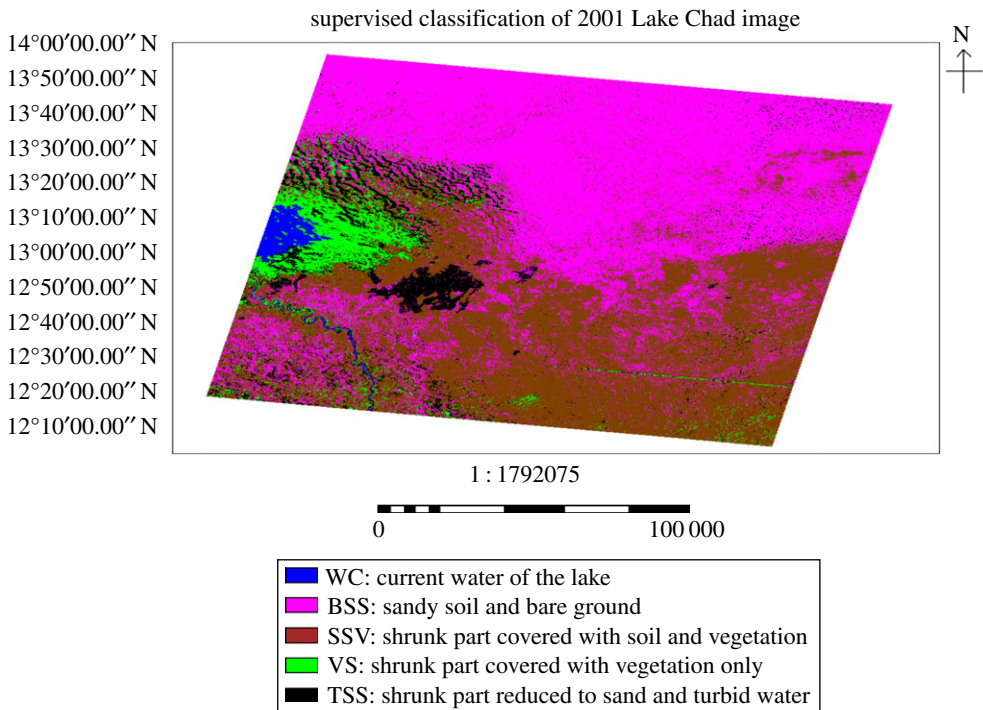 supervised classification of 2001 Lake Chad image
N
14°00′00.00″ N
13°50′00.00″ N
13°40′00.00″ N
13°30′00.00″ N
13°20′00.00″ N
13°10′00.00″ N
13°00′00.00″ N
12°50′00.00″ N
12°40′00.00″ N
12°30′00.00″ N
12°20′00.00″ N
12°10′00.00″ N
1 : 1792075
0 100 000
WC: current water of the lake
BSS: sandy soil and bare ground
SSV: shrunk part covered with soil and vegetation
VS: shrunk part covered with vegetation only
TSS: shrunk part reduced to sand and turbid water